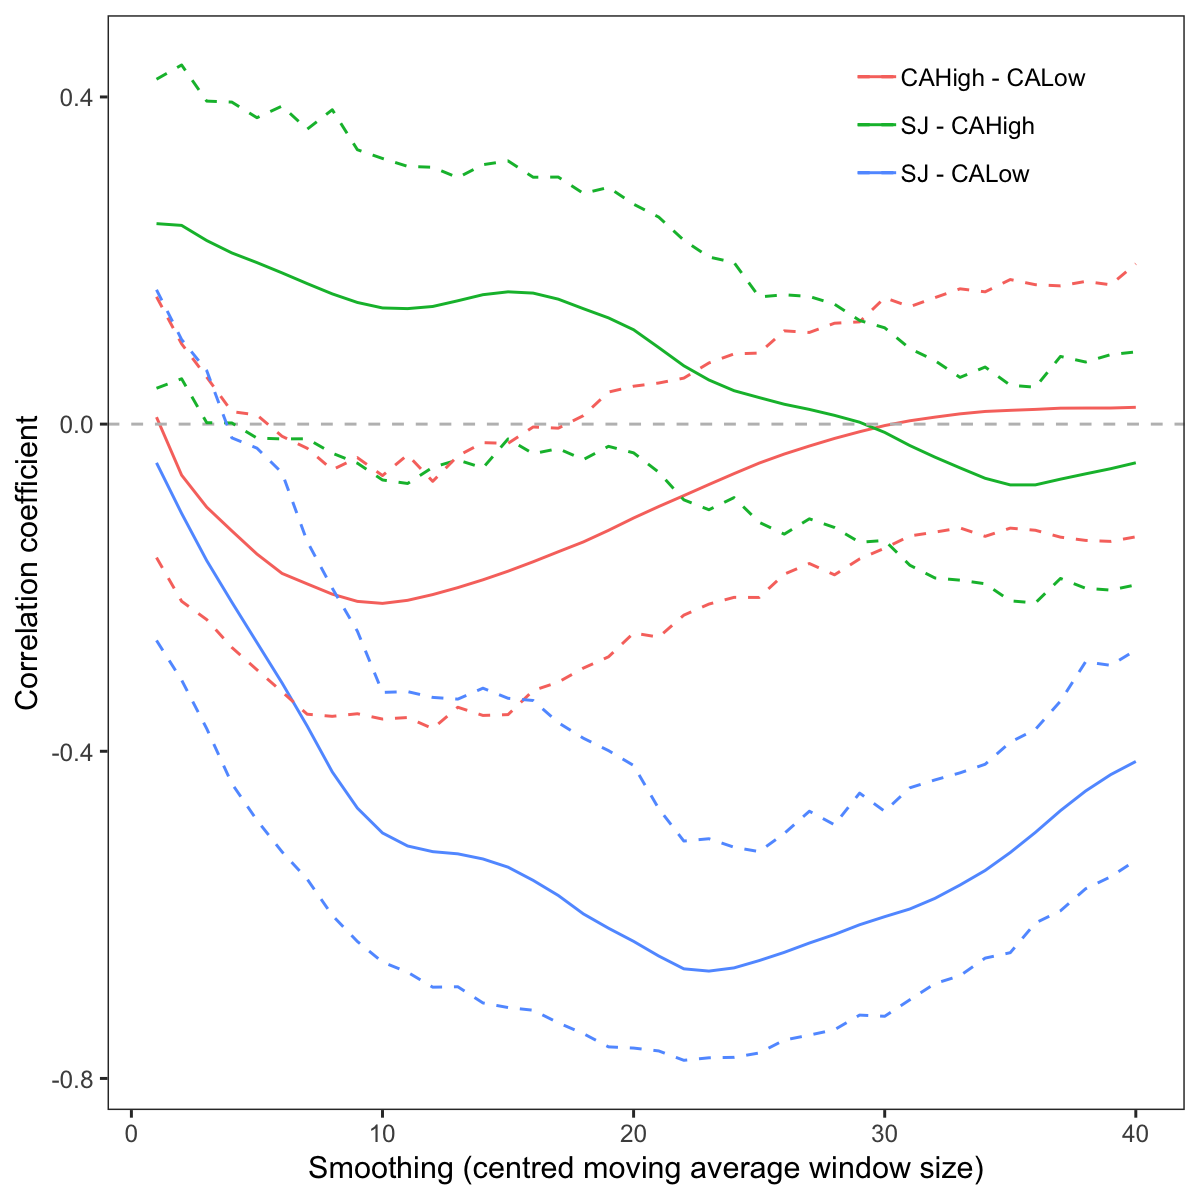 CAHigh - CALow
SJ - CAHigh
SJ - CALow
0.4
0.0
-0.4
-0.8
Correlation coefficient
0 10 20 30 40
Smoothing (centred moving average window size)